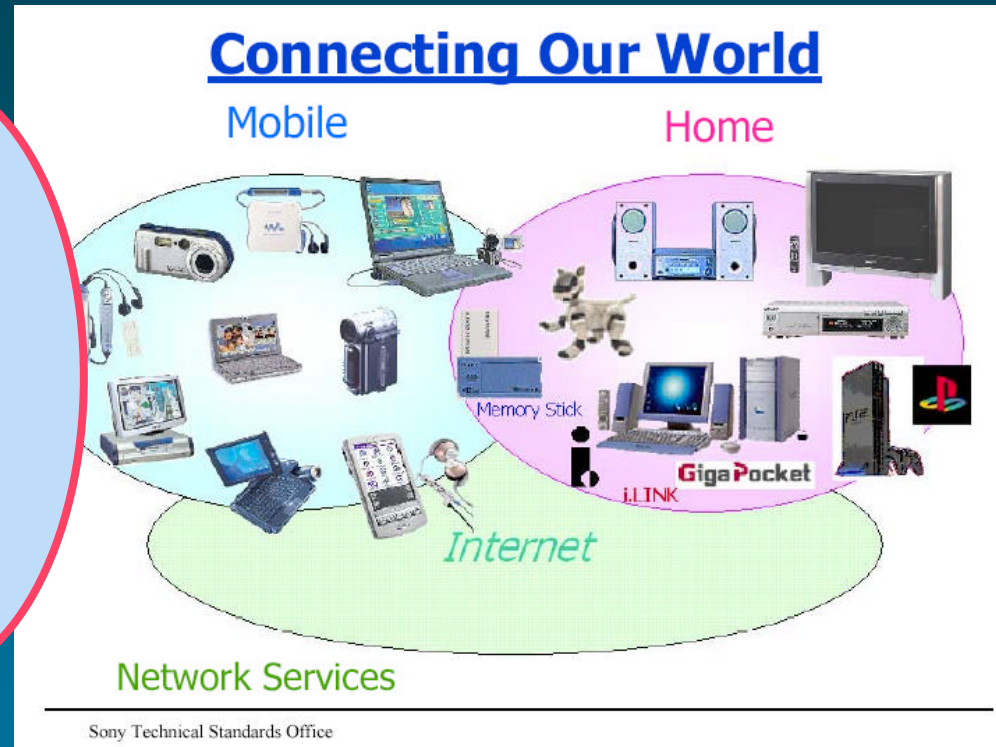 Connecting Our World
Mobile
Home
Memory Stick
GigaPocket
i.LINK
Internet
Network Services
Sony Technical Standards Office